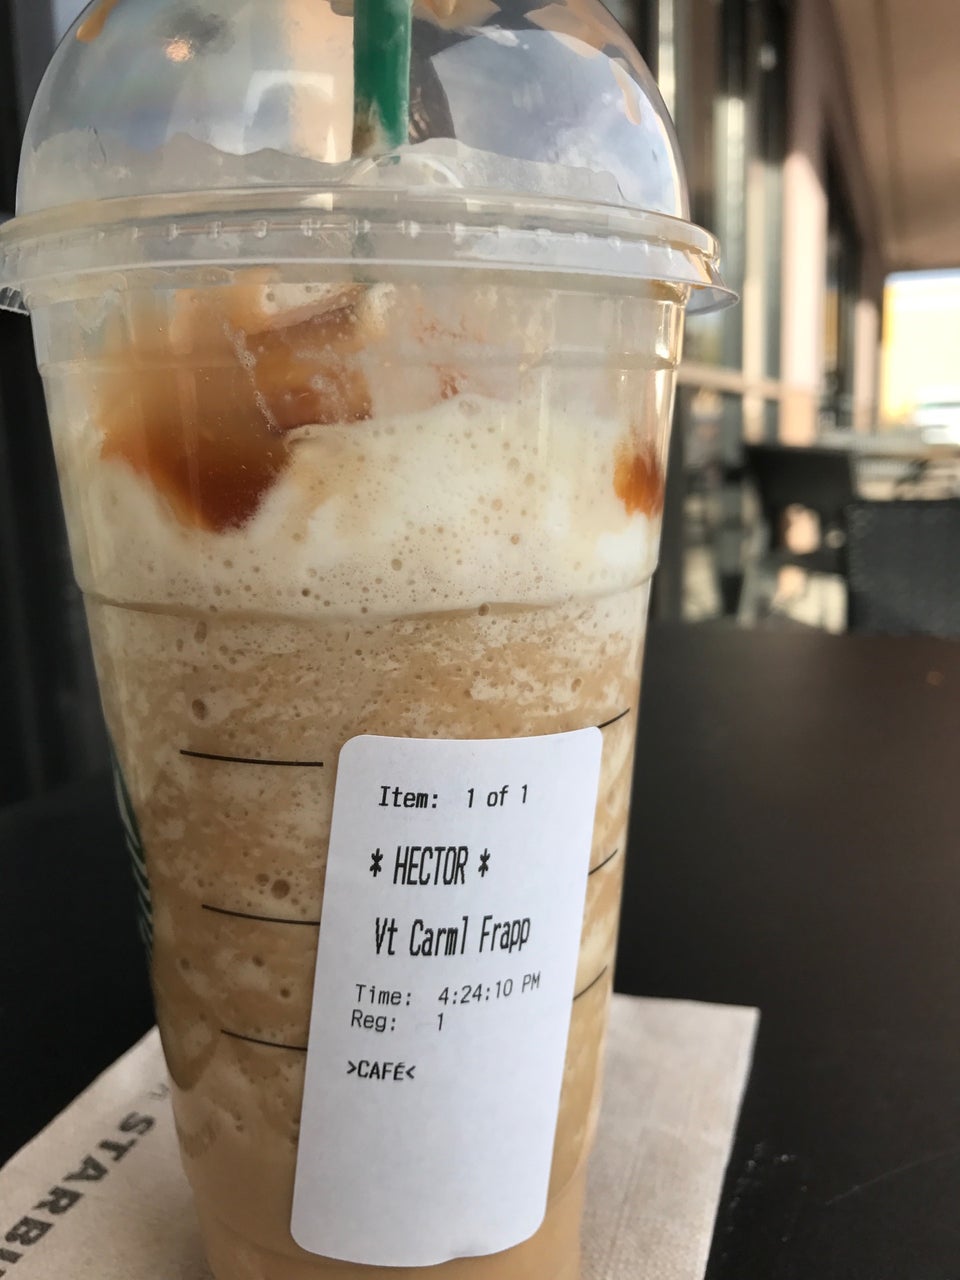 Item: 1 of 1
* HECTOR *
Vt Carml Frapp
Time: 4:24:10 PM
Reg: 1
>CAFÉ<
STARBU